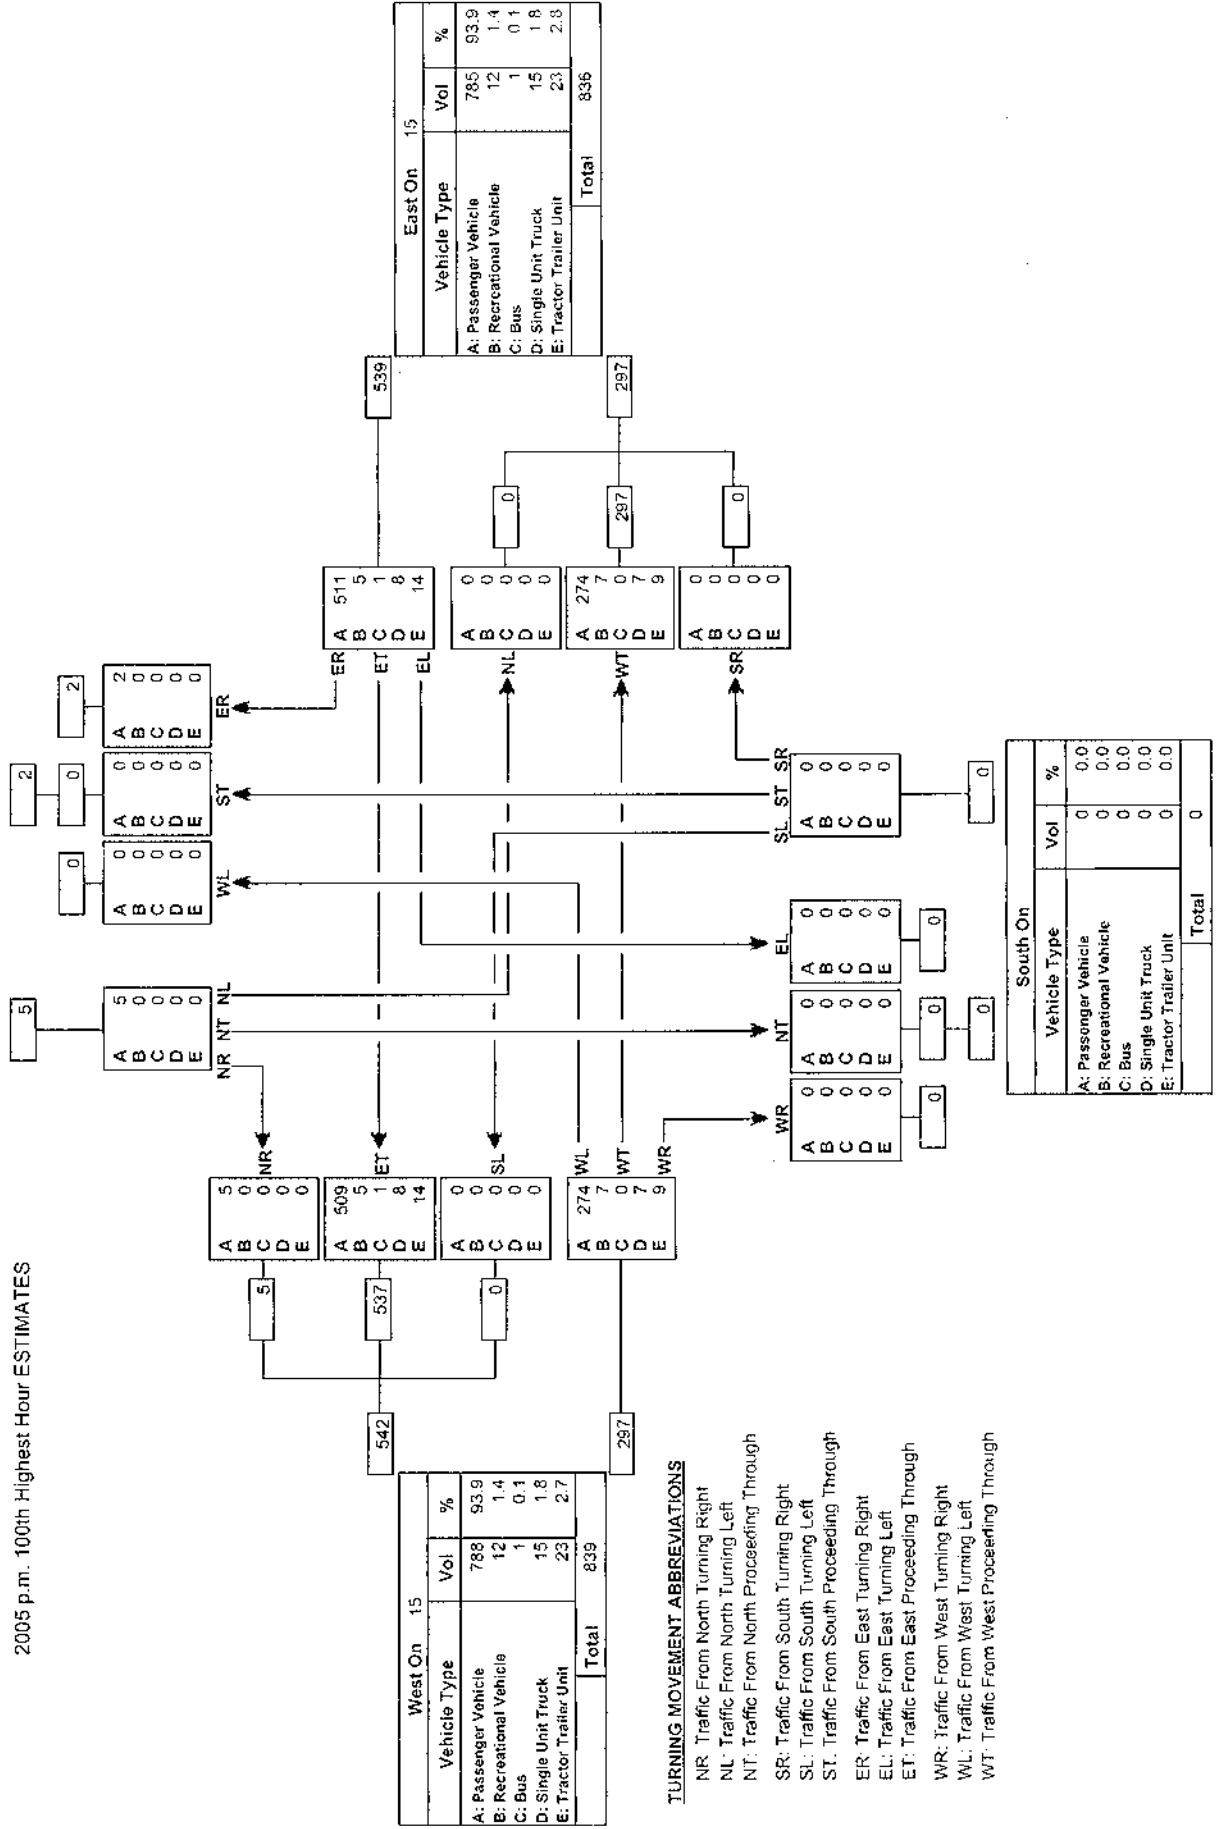 2005 p.m. 100th Highest Hour ESTIMATES
5
2
0
0
2
A 5
B 0
C 0
D 0
E 0
A 0
B 0
C 0
D 0
E 0
A 0
B 0
C 0
D 0
E 0
A 2
B 0
C 0
D 0
E 0
NR NT NL
WL
ST
ER
West On 15
Vehicle Type Vol %
A: Passenger Vehicle 788 93.9
B: Recreational Vehicle 12 1.4
C: Bus 1 0.1
D: Single Unit Truck 15 1.8
E: Tractor Trailer Unit 23 2.7
Total 839
542
297
5
537
0
A 5
B 0
C 0
D 0
E 0
NR
A 509
B 5
C 1
D 8
E 14
ET
A 0
B 0
C 0
D 0
E 0
SL
A 274
B 7
C 0
D 7
E 9
WL
WT
WR
ER
ET
EL
A 511
B 5
C 1
D 8
E 14
539
NL
A 0
B 0
C 0
D 0
E 0
0
WT
A 274
B 7
C 0
D 7
E 9
297
297
SR
A 0
B 0
C 0
D 0
E 0
0
East On 15
Vehicle Type Vol %
A: Passenger Vehicle 785 93.9
B: Recreational Vehicle 12 1.4
C: Bus 1 0.1
D: Single Unit Truck 15 1.8
E: Tractor Trailer Unit 23 2.8
Total 836
WR
NT
EL
SL ST SR
A 0
B 0
C 0
D 0
E 0
A 0
B 0
C 0
D 0
E 0
A 0
B 0
C 0
D 0
E 0
A 0
B 0
C 0
D 0
E 0
0
0
0
0
0
South On
Vehicle Type Vol %
A: Passenger Vehicle 0 0.0
B: Recreational Vehicle 0 0.0
C: Bus 0 0.0
D: Single Unit Truck 0 0.0
E: Tractor Trailer Unit 0 0.0
Total 0
TURNING MOVEMENT ABBREVIATIONS
NR: Traffic From North Turning Right
NL: Traffic From North Turning Left
NT: Traffic From North Proceeding Through
SR: Traffic From South Turning Right
SL: Traffic From South Turning Left
ST: Traffic From South Proceeding Through
ER: Traffic From East Turning Right
EL: Traffic From East Turning Left
ET: Traffic From East Proceeding Through
WR: Traffic From West Turning Right
WL: Traffic From West Turning Left
WT: Traffic From West Proceeding Through